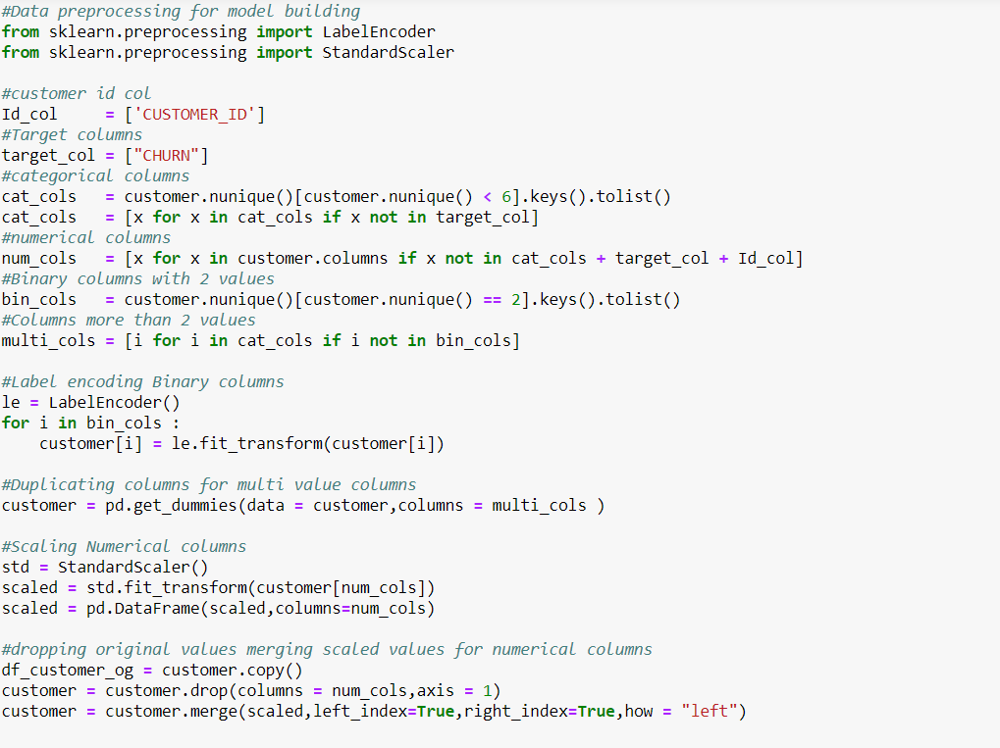 #Data preprocessing for model building
from sklearn.preprocessing import LabelEncoder
from sklearn.preprocessing import StandardScaler
#customer id col
Id_col     = ['CUSTOMER_ID']
#Target columns
target_col = ["CHURN"]
#categorical columns
cat_cols   = customer.nunique()[customer.nunique() < 6].keys().tolist()
cat_cols   = [x for x in cat_cols if x not in target_col]
#numerical columns
num_cols   = [x for x in customer.columns if x not in cat_cols + target_col + Id_col]
#Binary columns with 2 values
bin_cols   = customer.nunique()[customer.nunique() == 2].keys().tolist()
#Columns more than 2 values
multi_cols = [i for i in cat_cols if i not in bin_cols]
#Label encoding Binary columns
le = LabelEncoder()
for i in bin_cols :
    customer[i] = le.fit_transform(customer[i])
#Duplicating columns for multi value columns
customer = pd.get_dummies(data = customer,columns = multi_cols )
#Scaling Numerical columns
std = StandardScaler()
scaled = std.fit_transform(customer[num_cols])
scaled = pd.DataFrame(scaled,columns=num_cols)
#dropping original values merging scaled values for numerical columns
df_customer_og = customer.copy()
customer = customer.drop(columns = num_cols,axis = 1)
customer = customer.merge(scaled,left_index=True,right_index=True,how = "left")